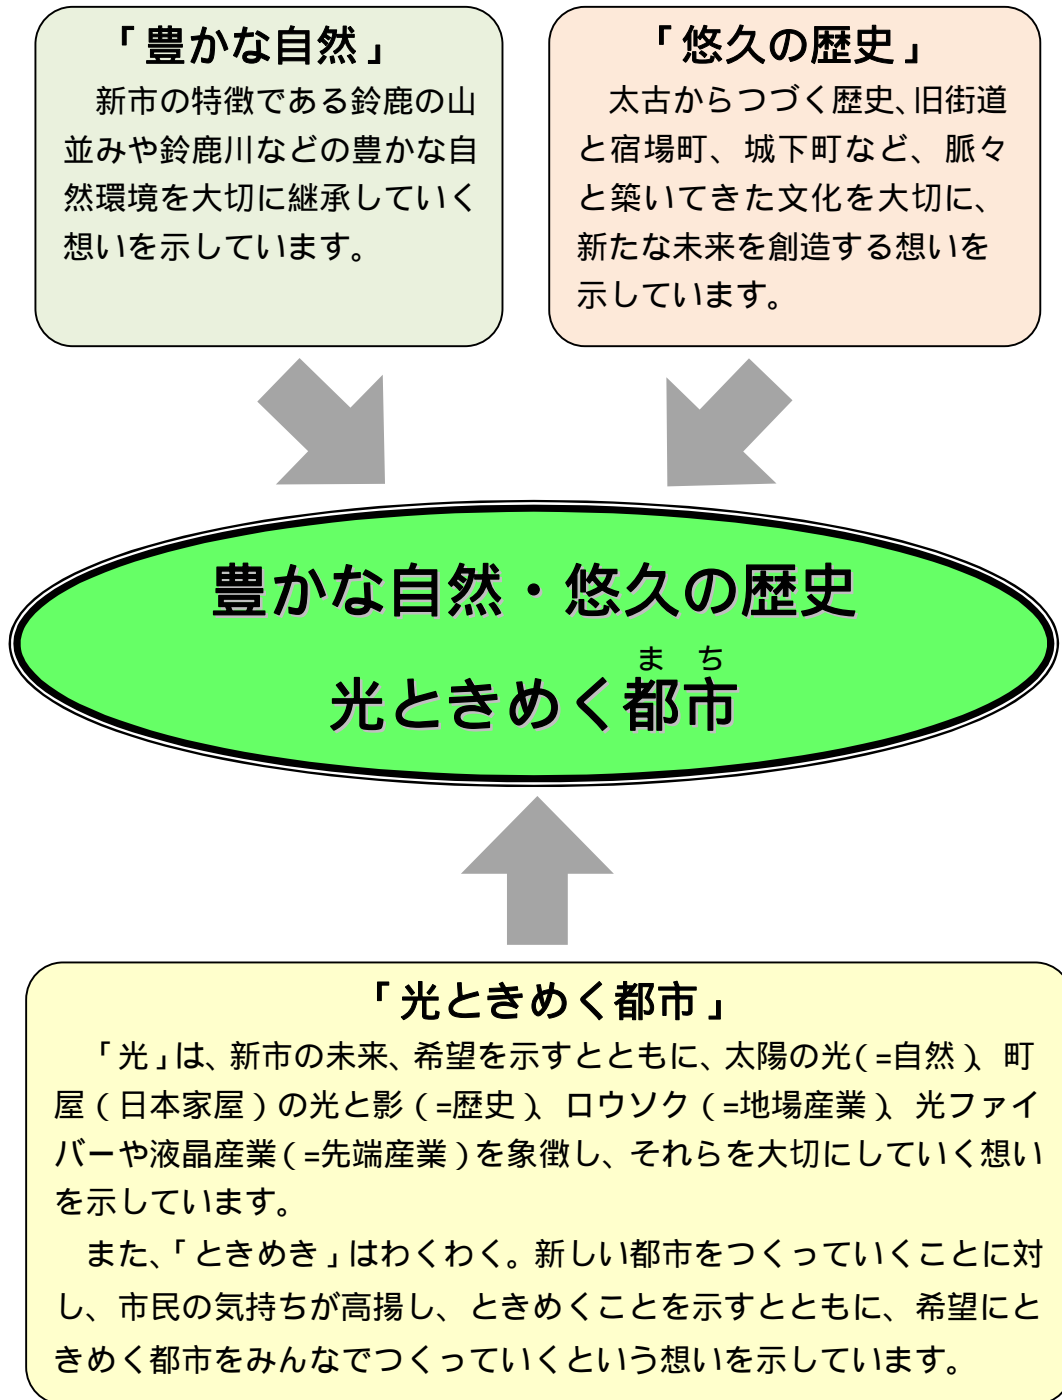 「豊かな自然」
　新市の特徴である鈴鹿の山
並みや鈴鹿川などの豊かな自
然環境を大切に継承していく
想いを示しています。
「悠久の歴史」
　太古からつづく歴史、旧街道
と宿場町、城下町など、脈々
と築いてきた文化を大切に、
新たな未来を創造する想いを
示しています。
豊かな自然・悠久の歴史
まち
光ときめく都市
「光ときめく都市」
　「光」は、新市の未来、希望を示すとともに、太陽の光（=自然）、町
屋（日本家屋）の光と影（=歴史）、ロウソク（=地場産業）、光ファイ
バーや液晶産業（=先端産業）を象徴し、それらを大切にしていく想い
を示しています。
　また、「ときめき」はわくわく。新しい都市をつくっていくことに対
し、市民の気持ちが高揚し、ときめくことを示すとともに、希望にと
きめく都市をみんなでつくっていくという想いを示しています。